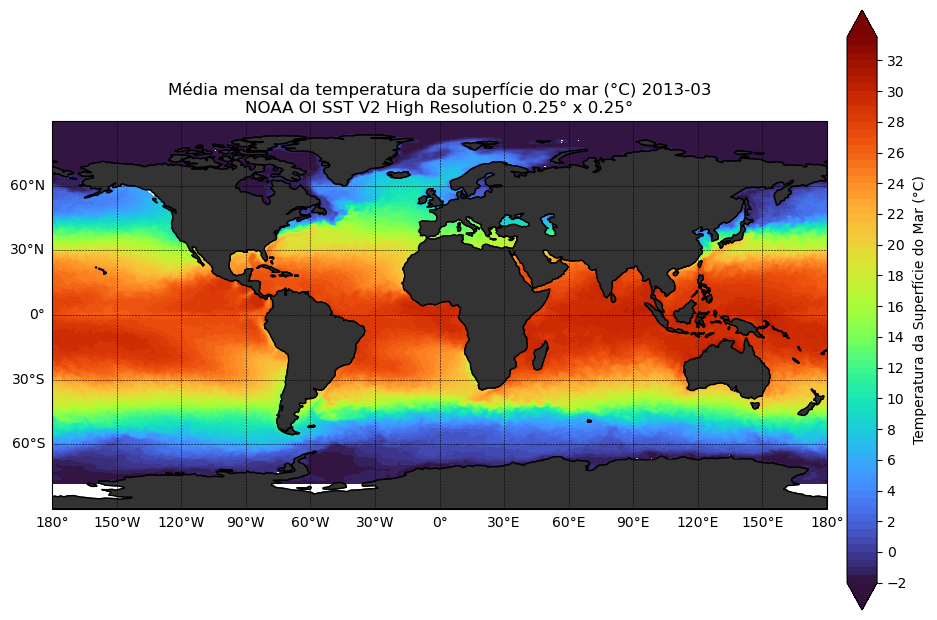 Média mensal da temperatura da superfície do mar (°C) 2013-03
NOAA OI SST V2 High Resolution 0.25° x 0.25°
60°N
30°N
0°
30°S
60°S
180° 150°W 120°W 90°W 60°W 30°W 0° 30°E 60°E 90°E 120°E 150°E 180°
32
30
28
26
24
22
20
18
16
14
12
10
8
6
4
2
0
−2
Temperatura da Superfície do Mar (°C)